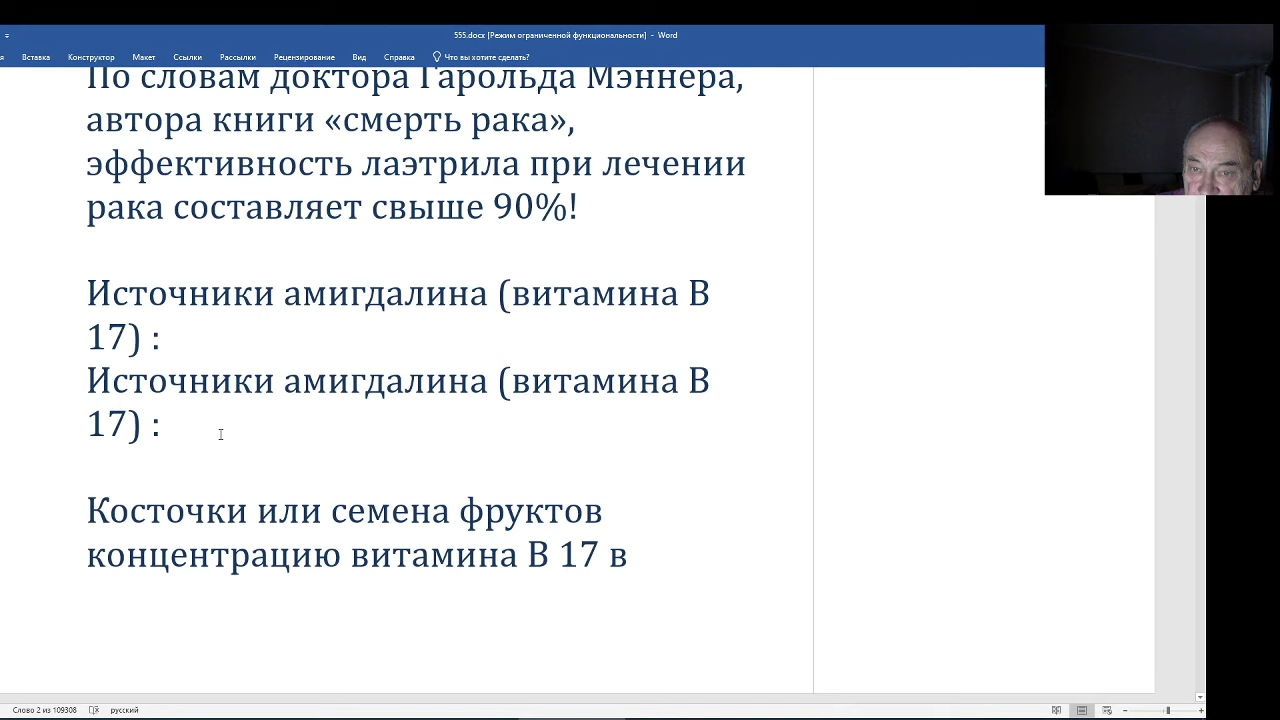 555.docx [Режим ограниченной функциональности] - Word
я Вставка Конструктор Макет Ссылки Рассылки Рецензирование Вид Справка Что вы хотите сделать?
По словам доктора Гарольда Мэннера,
автора книги «смерть рака»,
эффективность лаэтрила при лечении
рака составляет свыше 90%!
Источники амигдалина (витамина В
17) :
Источники амигдалина (витамина В
17) :
Косточки или семена фруктов
концентрацию витамина В 17 в
Слово 2 из 109308 русский